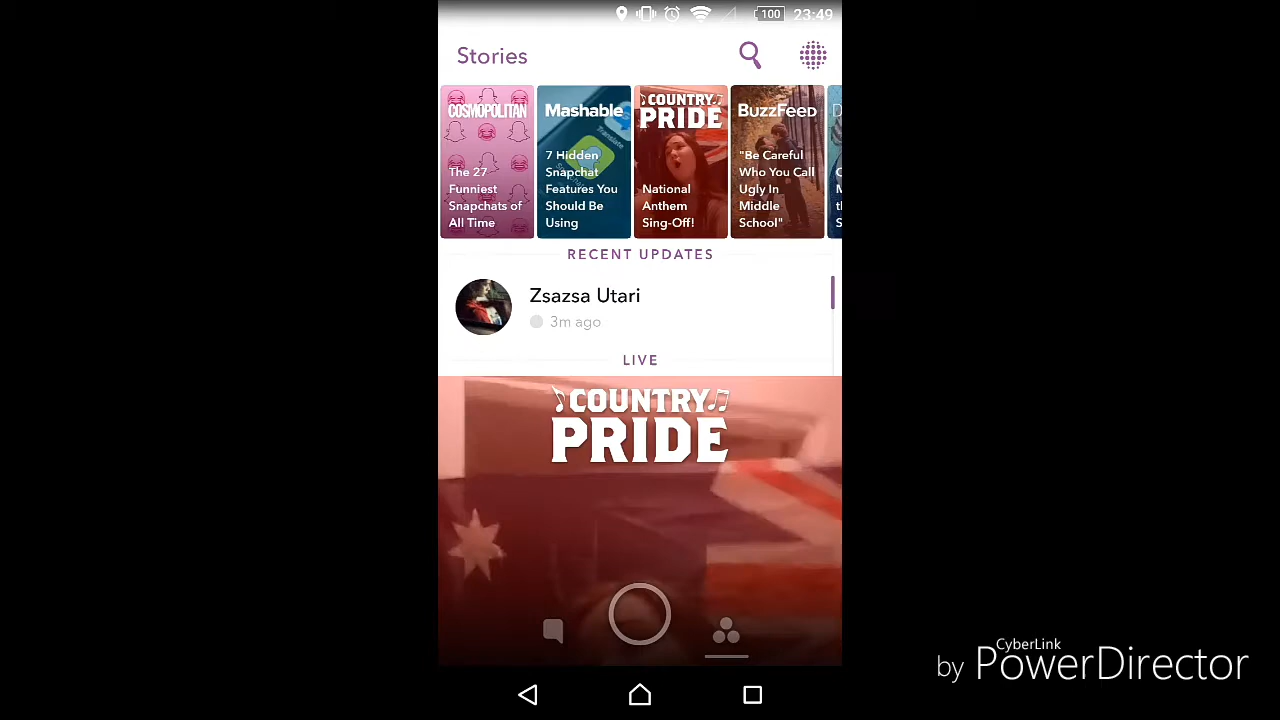 100 23:49
Stories
COSMOPOLITAN
The 27
Funniest
Snapchats of
All Time
Mashable
Translate
7 Hidden
Snapchat
Features You
Should Be
Using
COUNTRY
PRIDE
National
Anthem
Sing-Off!
BuzzFeed
"Be Careful
Who You Call
Ugly In
Middle
School"
RECENT UPDATES
Zsazsa Utari
3m ago
LIVE
COUNTRY
PRIDE
CyberLink
by PowerDirector